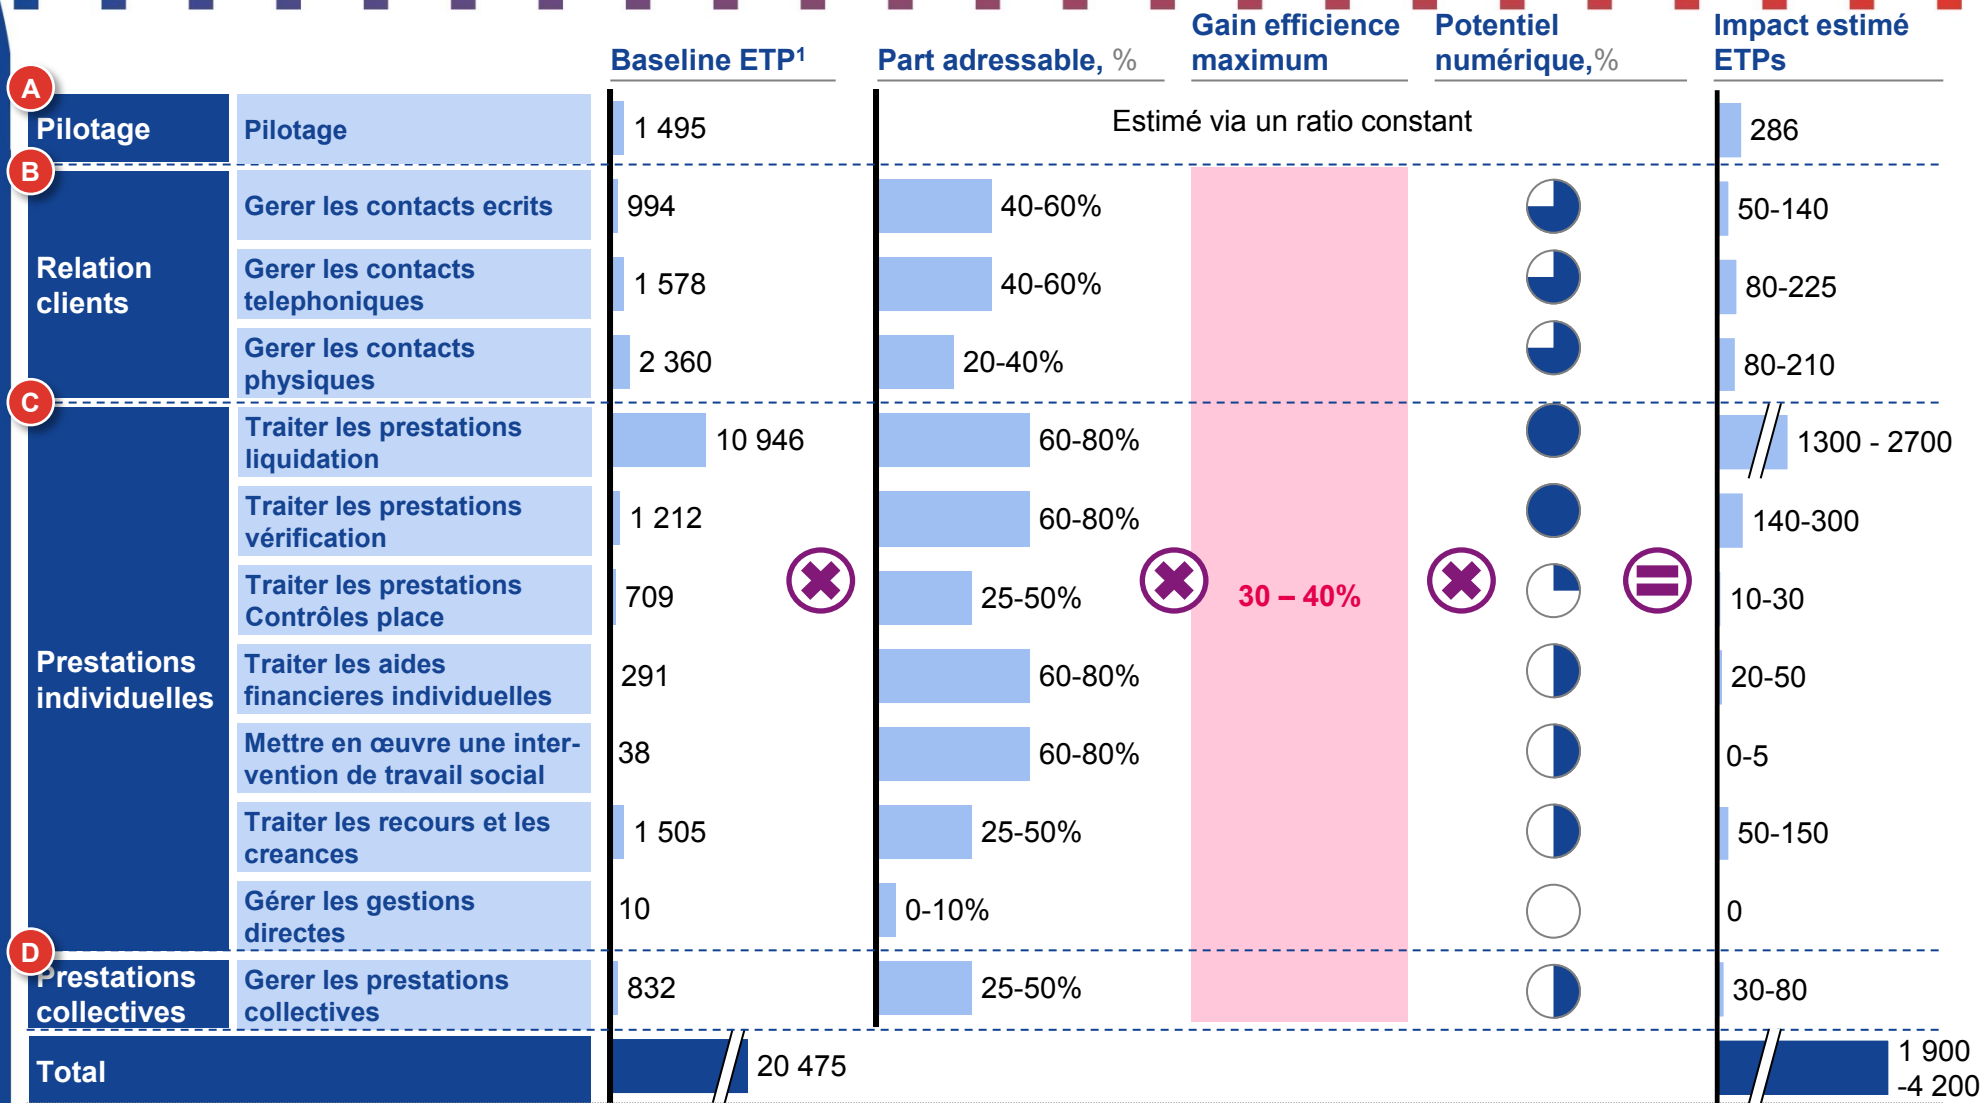 Baseline ETP¹
Part adressable, %
Gain efficience
maximum
Potentiel
numérique,%
Impact estimé
ETPs
A
Pilotage
Pilotage
1 495
Estimé via un ratio constant
286
B
Relation
clients
Gerer les contacts ecrits
994
40-60%
50-140
Gerer les contacts
telephoniques
1 578
40-60%
80-225
Gerer les contacts
physiques
2 360
20-40%
80-210
C
Prestations
individuelles
Traiter les prestations
liquidation
10 946
60-80%
1300 - 2700
Traiter les prestations
vérification
1 212
60-80%
140-300
Traiter les prestations
Contrôles place
709
25-50%
30 – 40%
10-30
Traiter les aides
financieres individuelles
291
60-80%
20-50
Mettre en œuvre une inter-
vention de travail social
38
60-80%
0-5
Traiter les recours et les
creances
1 505
25-50%
50-150
Gérer les gestions
directes
10
0-10%
0
D
Prestations
collectives
Gerer les prestations
collectives
832
25-50%
30-80
Total
20 475
1 900
-4 200